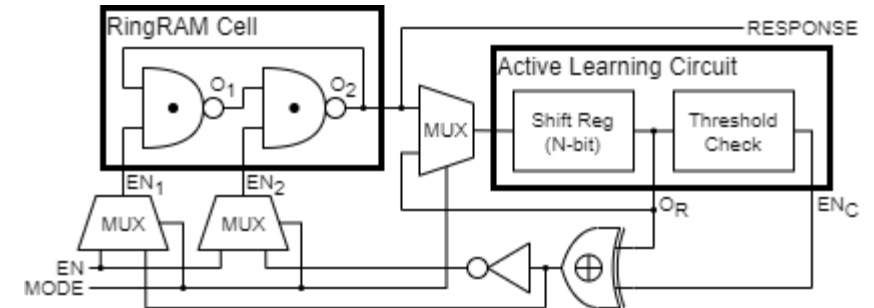 RingRAM Cell
RESPONSE
Active Learning Circuit
O1
O2
MUX
Shift Reg
(N-bit)
Threshold
Check
EN1
EN2
MUX
MUX
OR
ENC
EN
MODE